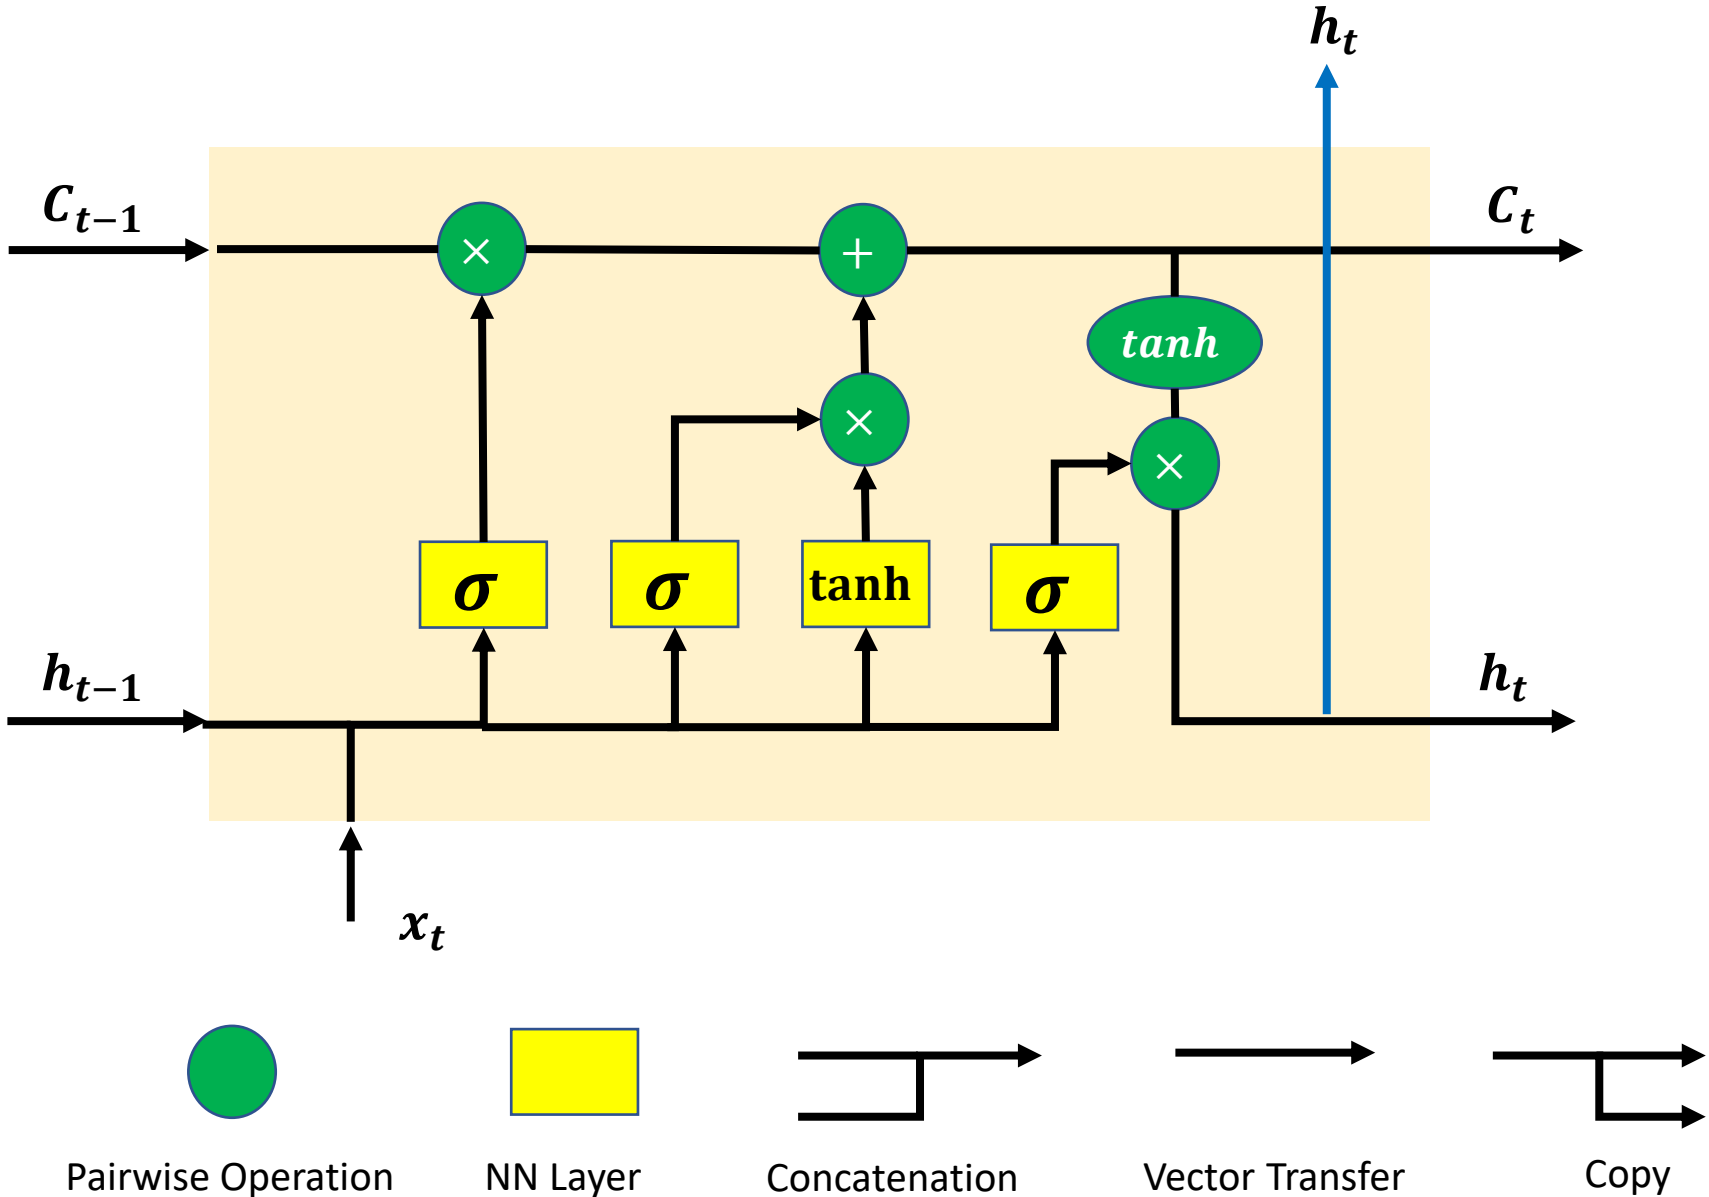 h_t
C_{t−1}
C_t
×
+
tanh
×
×
σ
σ
tanh
σ
h_{t−1}
h_t
x_t
Pairwise Operation
NN Layer
Concatenation
Vector Transfer
Copy